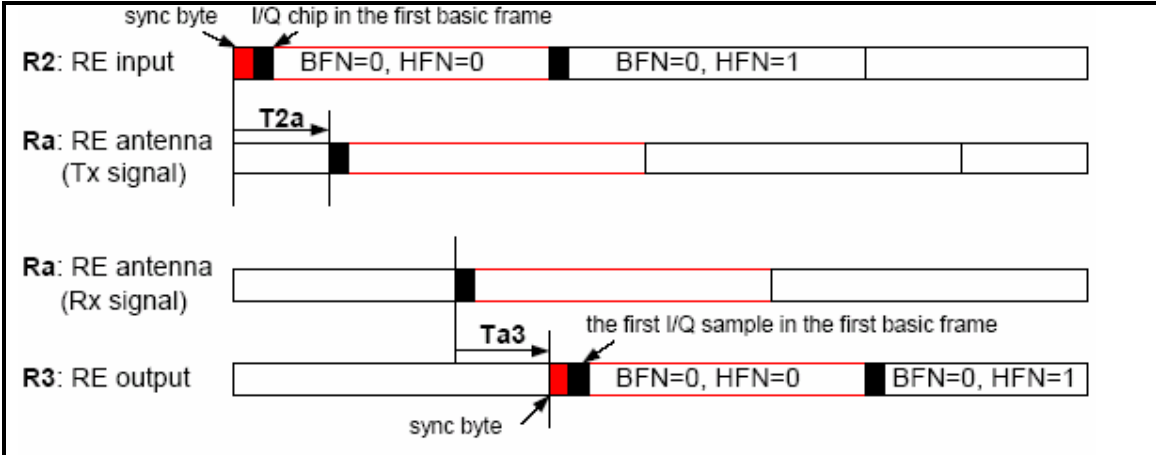 sync byte I/Q chip in the first basic frame
R2: RE input BFN=0, HFN=0 BFN=0, HFN=1
T2a
Ra: RE antenna
(Tx signal)
Ra: RE antenna
(Rx signal)
Ta3 the first I/Q sample in the first basic frame
R3: RE output BFN=0, HFN=0 BFN=0, HFN=1
sync byte